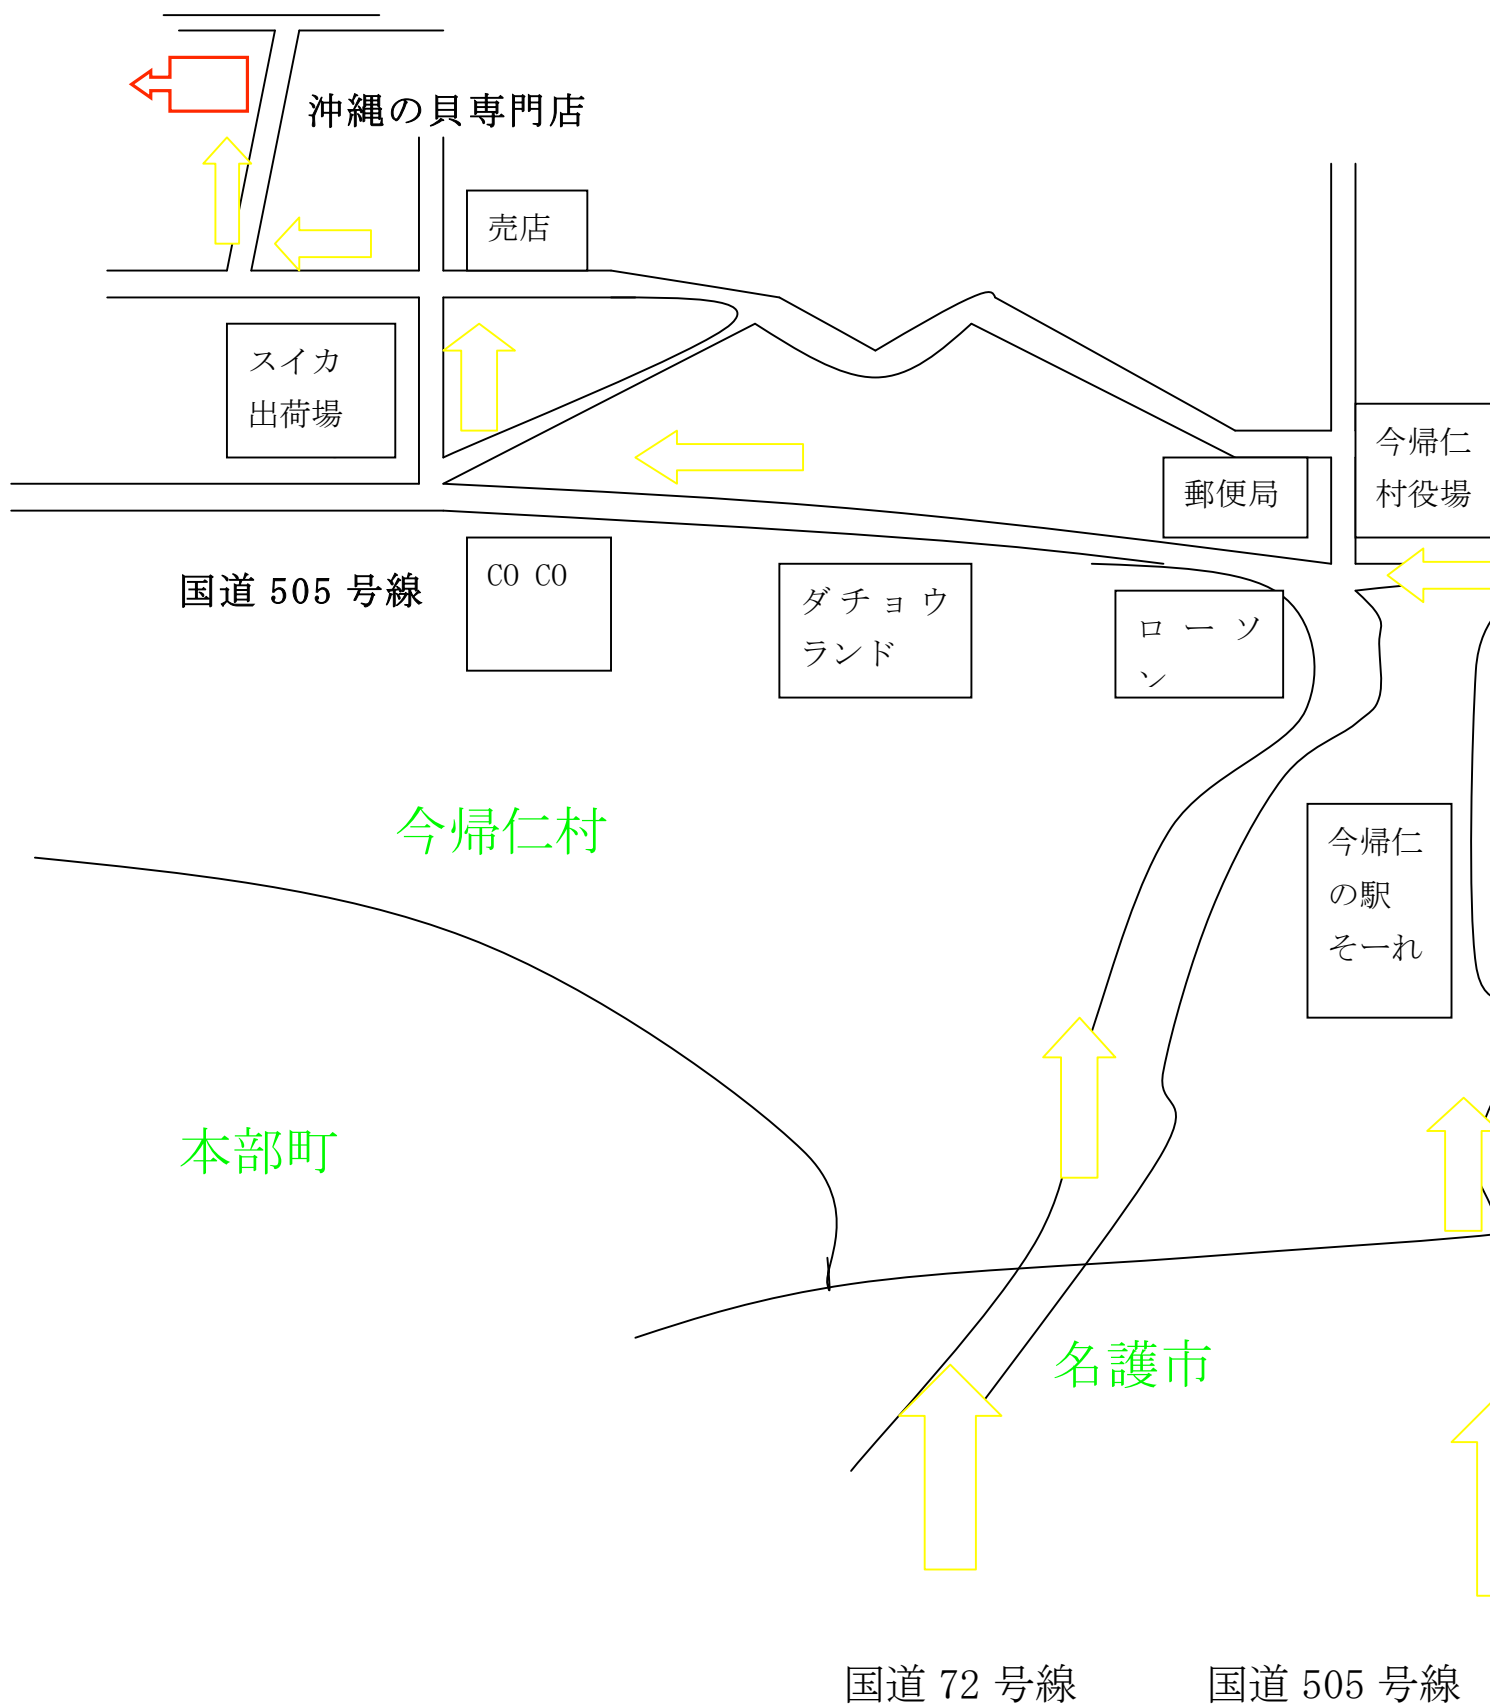 沖縄の貝専門店
売店
スイカ
出荷場
今帰仁
村役場
郵便局
国道 505 号線
CO CO
ダチョウ
ランド
ローソ
ン
今帰仁村
今帰仁
の駅
そーれ
本部町
名護市
国道 72 号線
国道 505 号線